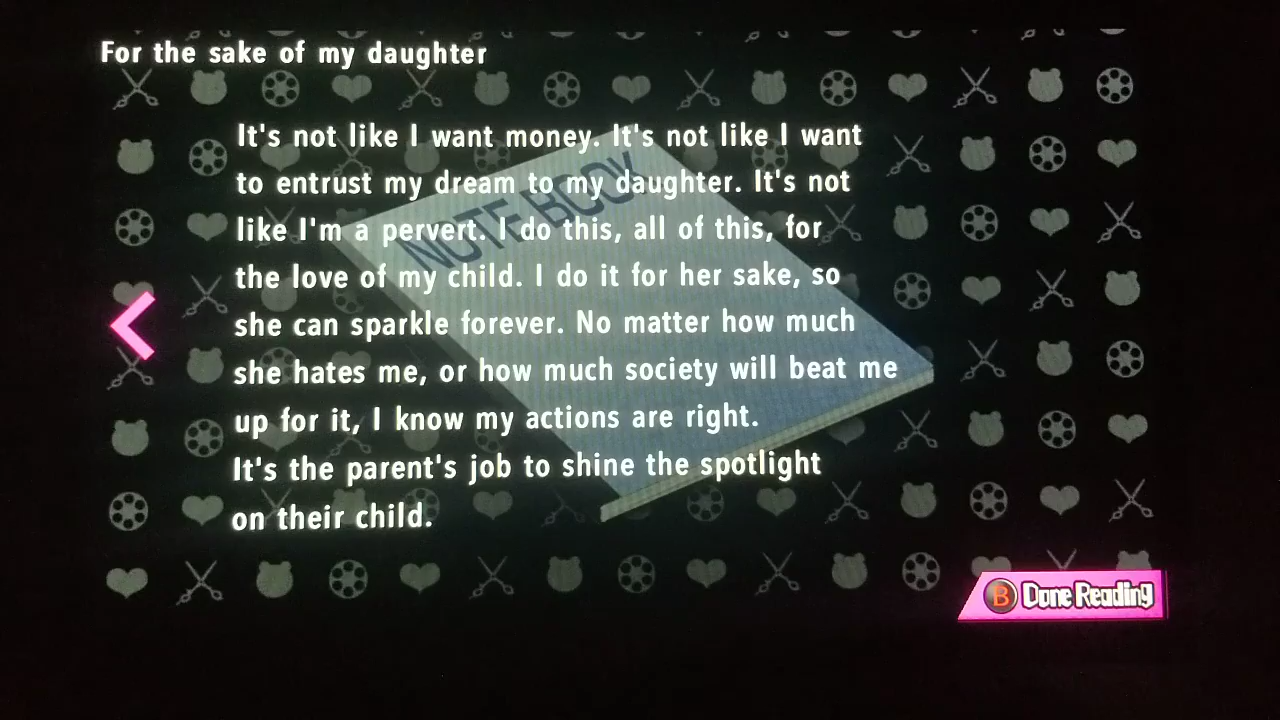 For the sake of my daughter
It's not like I want money. It's not like I want
to entrust my dream to my daughter. It's not
like I'm a pervert. I do this, all of this, for
the love of my child. I do it for her sake, so
she can sparkle forever. No matter how much
she hates me, or how much society will beat me
up for it, I know my actions are right.
It's the parent's job to shine the spotlight
on their child.
NOTE BOOK
B Done Reading